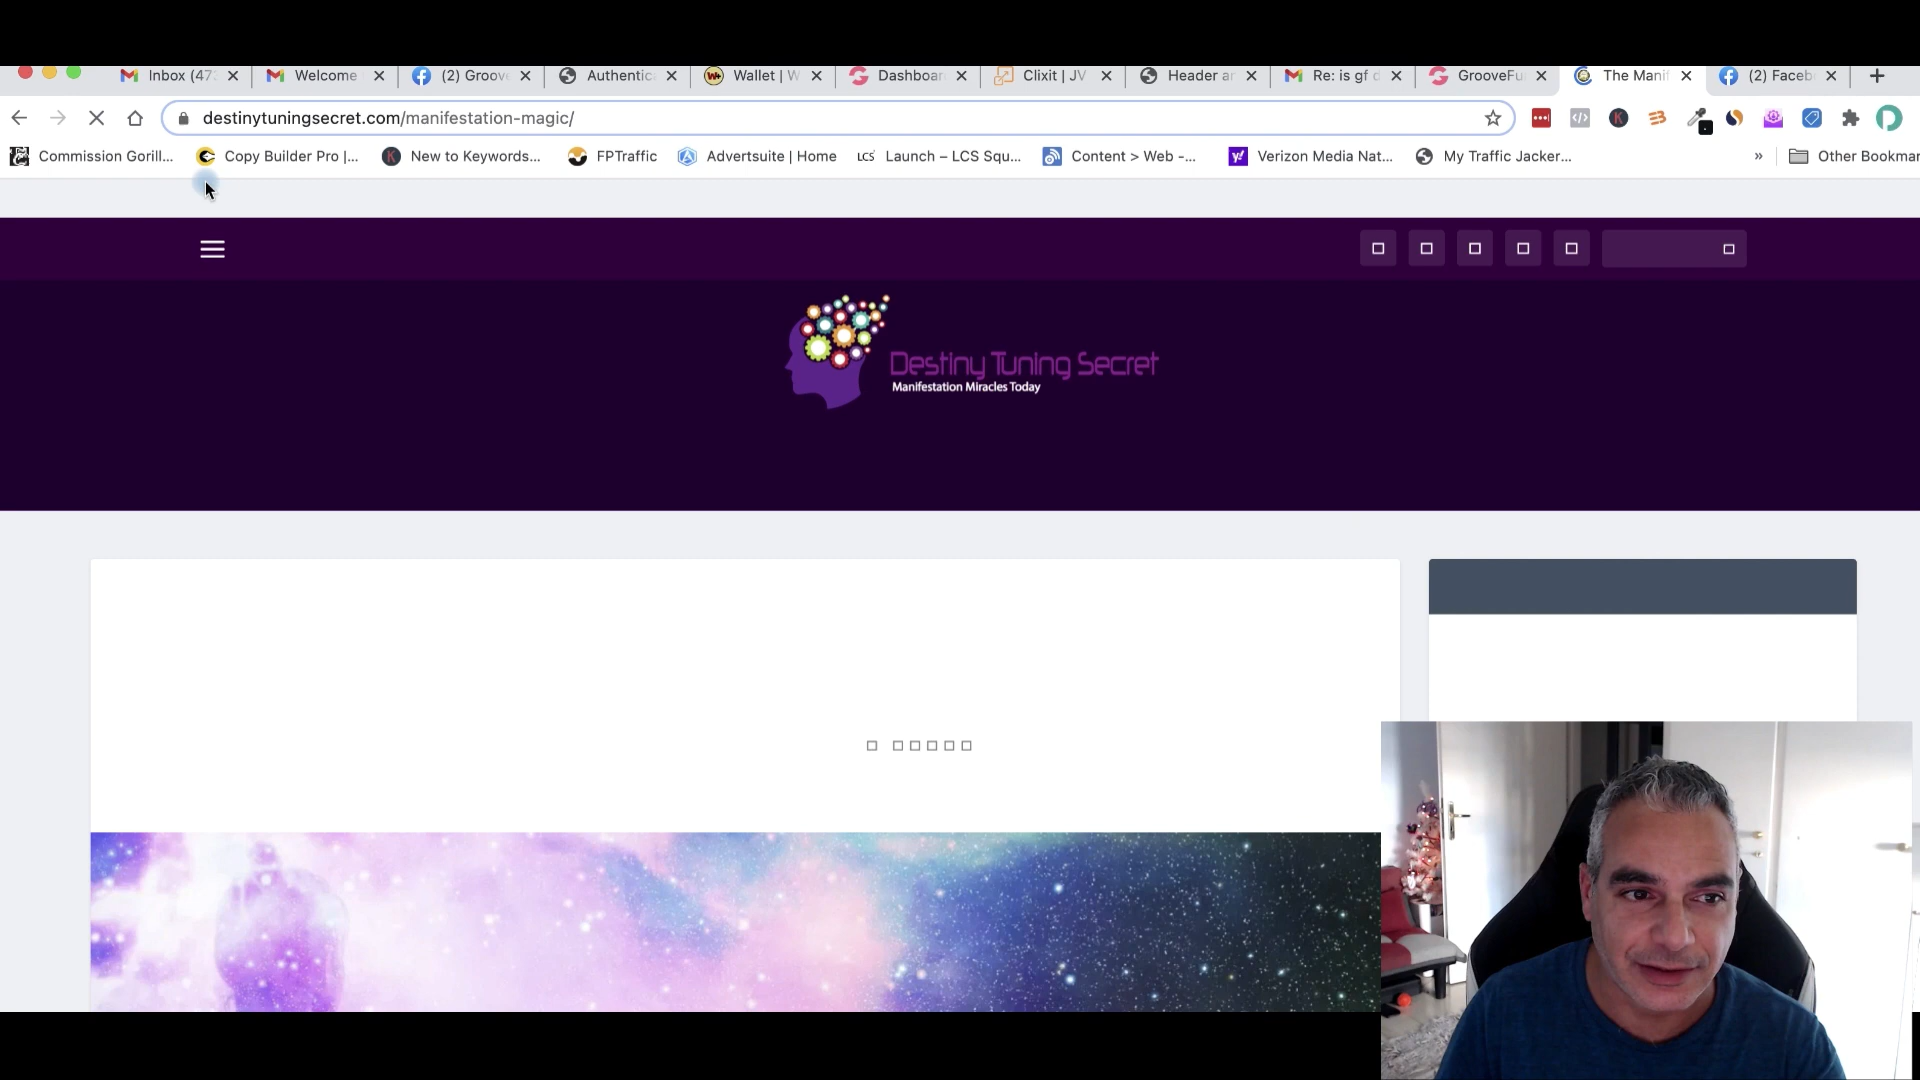 Inbox (47 Welcome (2) Groov Authentic Wallet | W Dashboar Clixit | JV Header a Re: is gf d GrooveFu The Manif (2) Faceb
destinytuningsecret.com/manifestation-magic/
Commission Gorill... Copy Builder Pro |... New to Keywords... FPTraffic Advertsuite | Home LCS Launch – LCS Squ... Content > Web -... y! Verizon Media Nat... My Traffic Jacker... » Other Bookmar
Destiny Tuning Secret
Manifestation Miracles Today